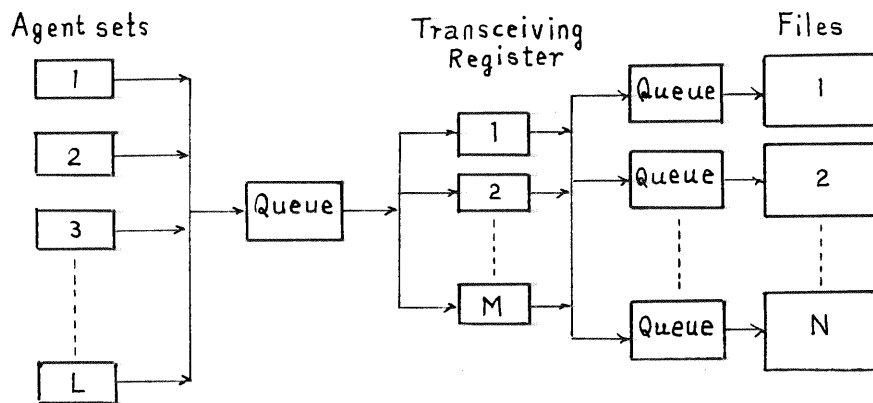 Agent sets
Transceiving
Register
Files
1
2
3
L
Queue
1
2
M
Queue
Queue
Queue
1
2
N